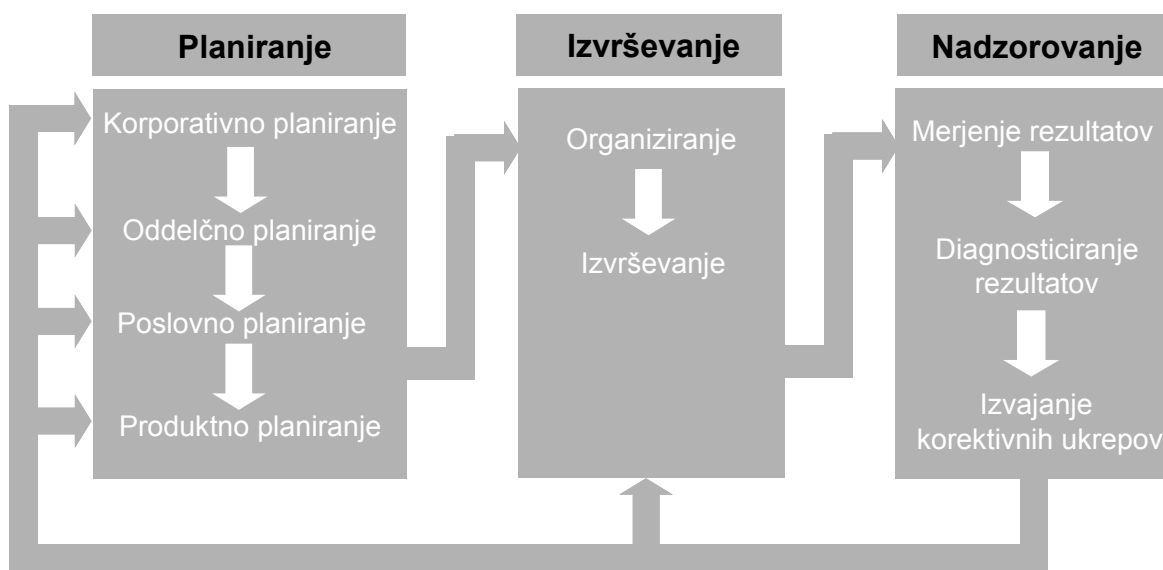 Planiranje
Korporativno planiranje
Oddelčno planiranje
Poslovno planiranje
Produktno planiranje
Izvrševanje
Organiziranje
Izvrševanje
Nadzorovanje
Merjenje rezultatov
Diagnosticiranje
rezultatov
Izvajanje
korektivnih ukrepov